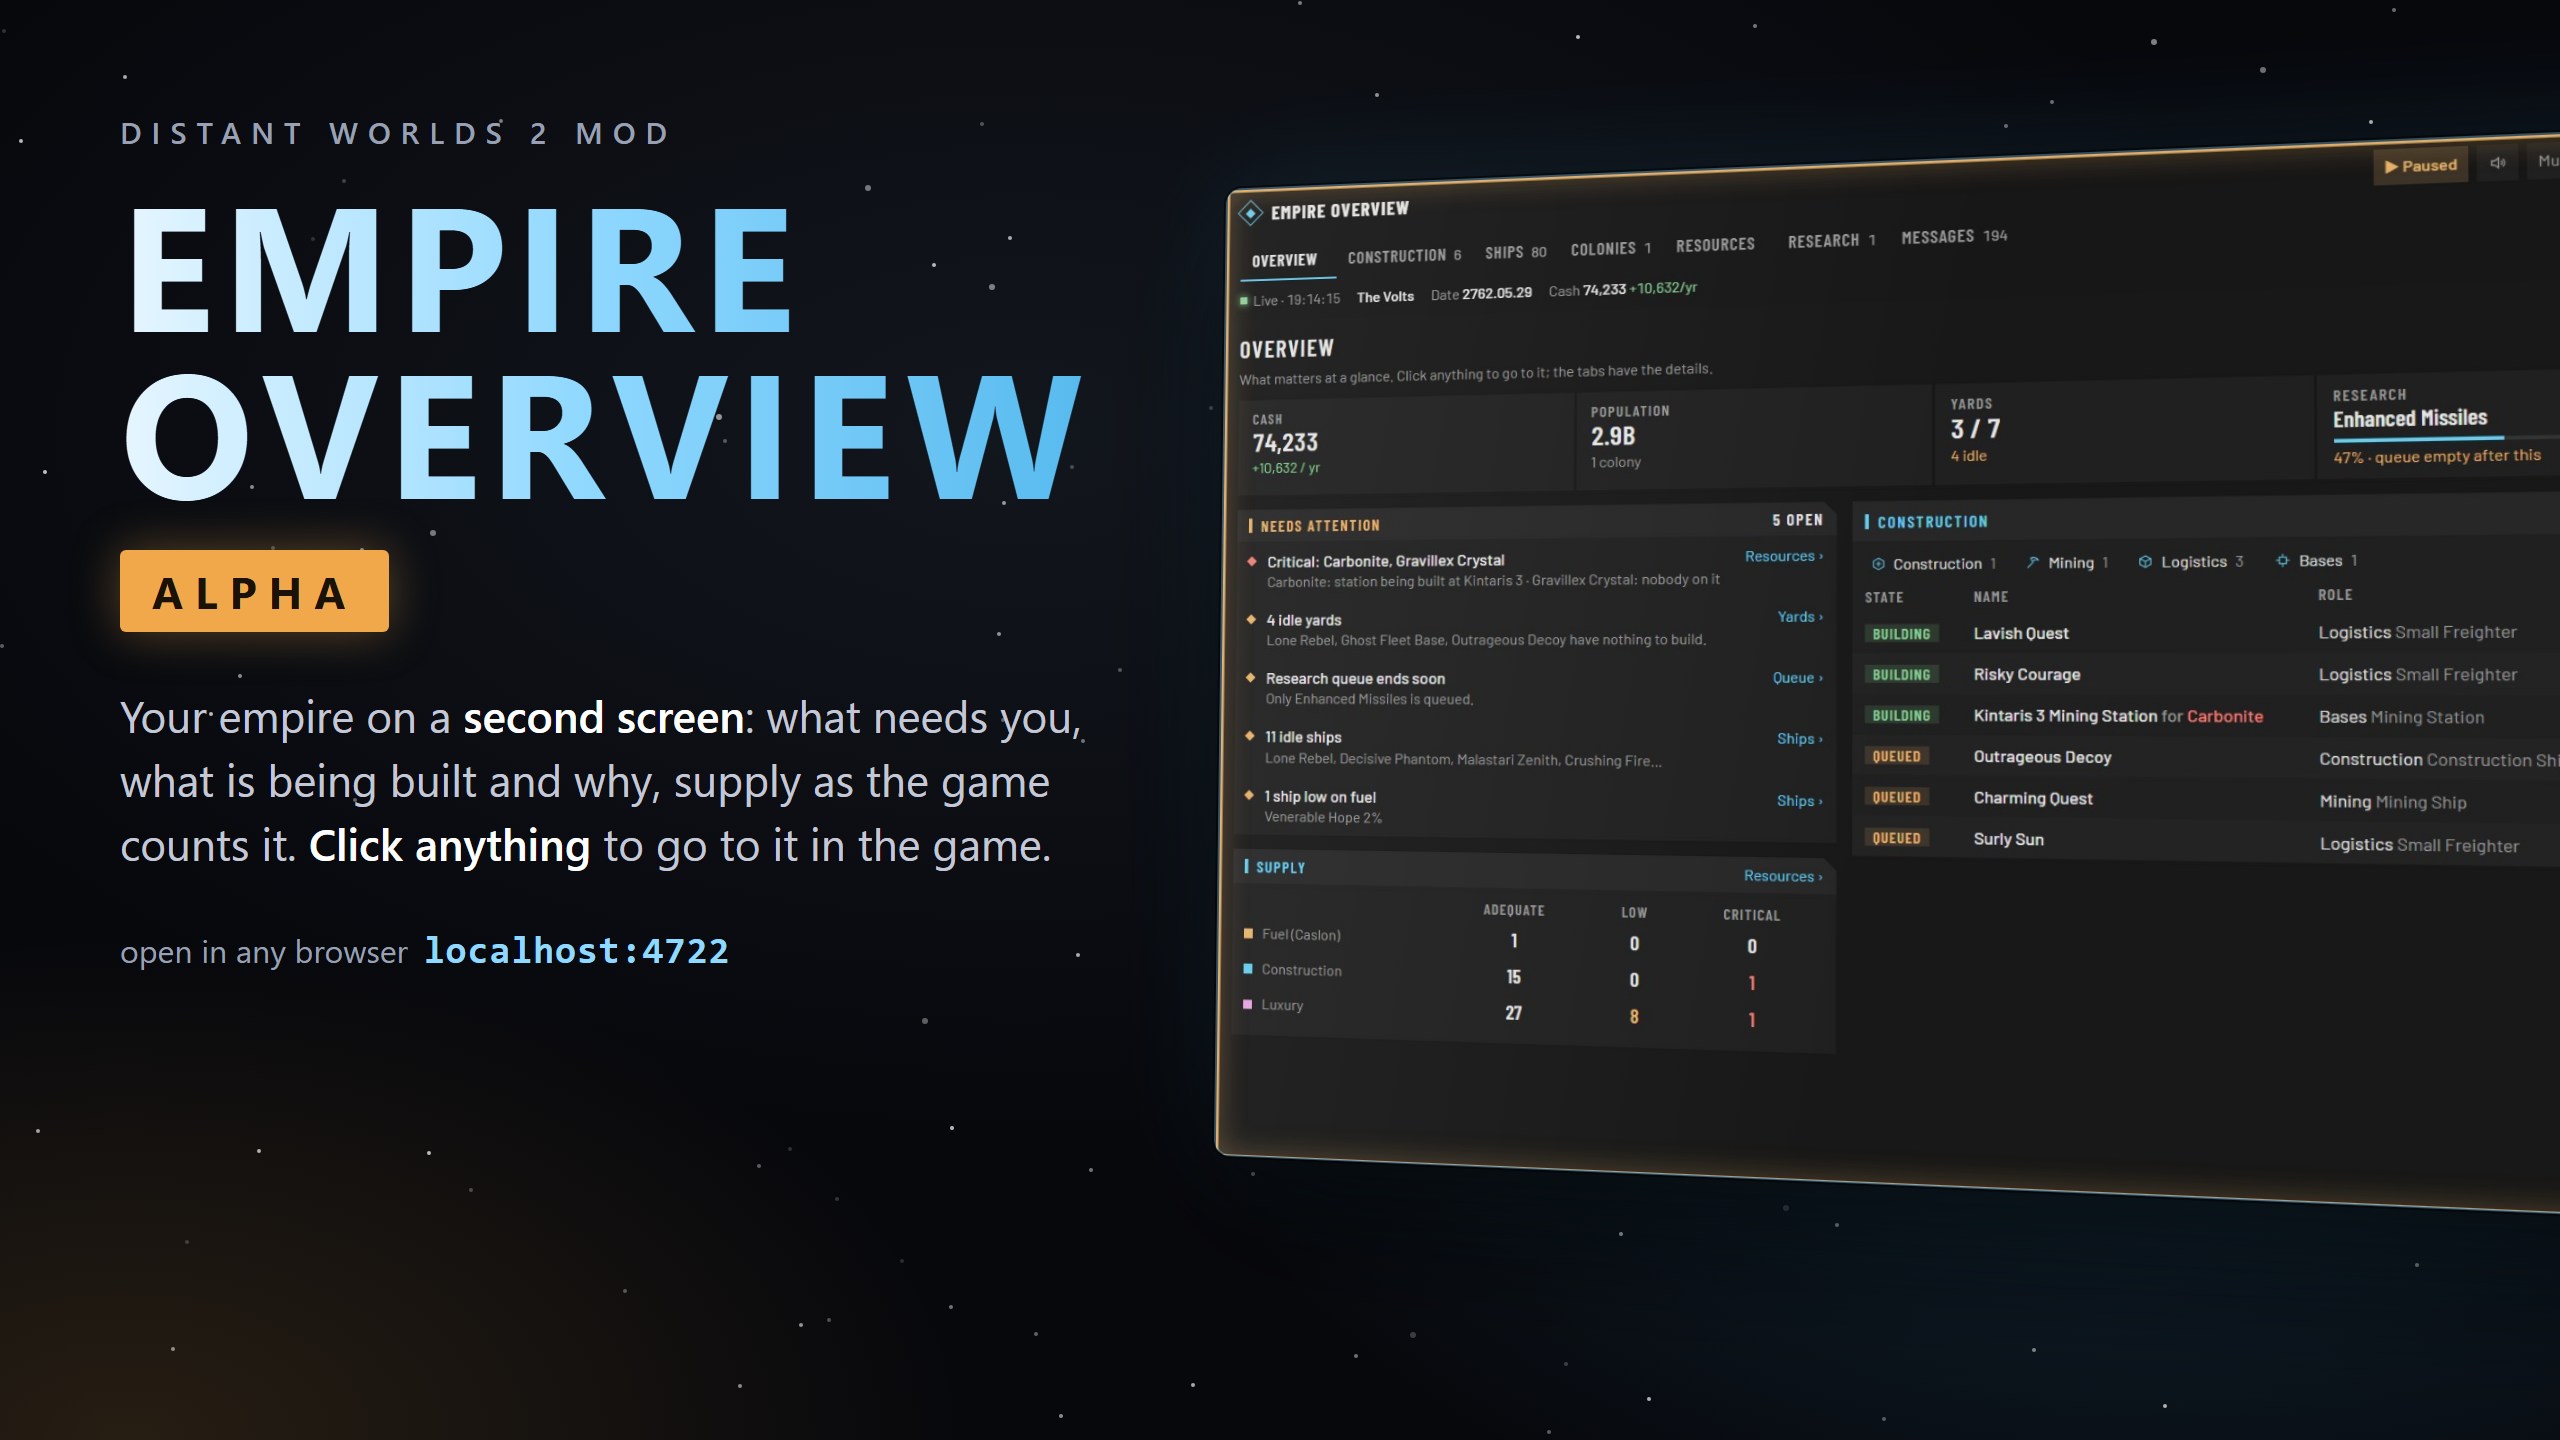 DISTANT WORLDS 2 MOD
EMPIRE
OVERVIEW
ALPHA
Your empire on a second screen: what needs you,
what is being built and why, supply as the game
counts it. Click anything to go to it in the game.
open in any browser localhost:4722
Paused
EMPIRE OVERVIEW
OVERVIEW CONSTRUCTION 6 SHIPS 80 COLONIES 1 RESOURCES RESEARCH 1 MESSAGES 194
Live · 19:14:15 The Volts Date 2762.05.29 Cash 74,233 +10,632/yr
OVERVIEW
What matters at a glance. Click anything to go to it; the tabs have the details.
CASH
74,233
+10,632 / yr
POPULATION
2.9B
1 colony
YARDS
3 / 7
4 idle
RESEARCH
Enhanced Missiles
47% · queue empty after this
NEEDS ATTENTION 5 OPEN
Critical: Carbonite, Gravillex Crystal Resources ›
Carbonite: station being built at Kintaris 3 · Gravillex Crystal: nobody on it
4 idle yards Yards ›
Lone Rebel, Ghost Fleet Base, Outrageous Decoy have nothing to build.
Research queue ends soon Queue ›
Only Enhanced Missiles is queued.
11 idle ships Ships ›
Lone Rebel, Decisive Phantom, Malastari Zenith, Crushing Fire...
1 ship low on fuel Ships ›
Venerable Hope 2%
SUPPLY Resources ›
ADEQUATE LOW CRITICAL
Fuel (Caslon) 1 0 0
Construction 15 0 1
Luxury 27 8 1
CONSTRUCTION
Construction 1 Mining 1 Logistics 3 Bases 1
STATE NAME ROLE
BUILDING Lavish Quest Logistics Small Freighter
BUILDING Risky Courage Logistics Small Freighter
BUILDING Kintaris 3 Mining Station for Carbonite Bases Mining Station
QUEUED Outrageous Decoy Construction Construction Shi
QUEUED Charming Quest Mining Mining Ship
QUEUED Surly Sun Logistics Small Freighter